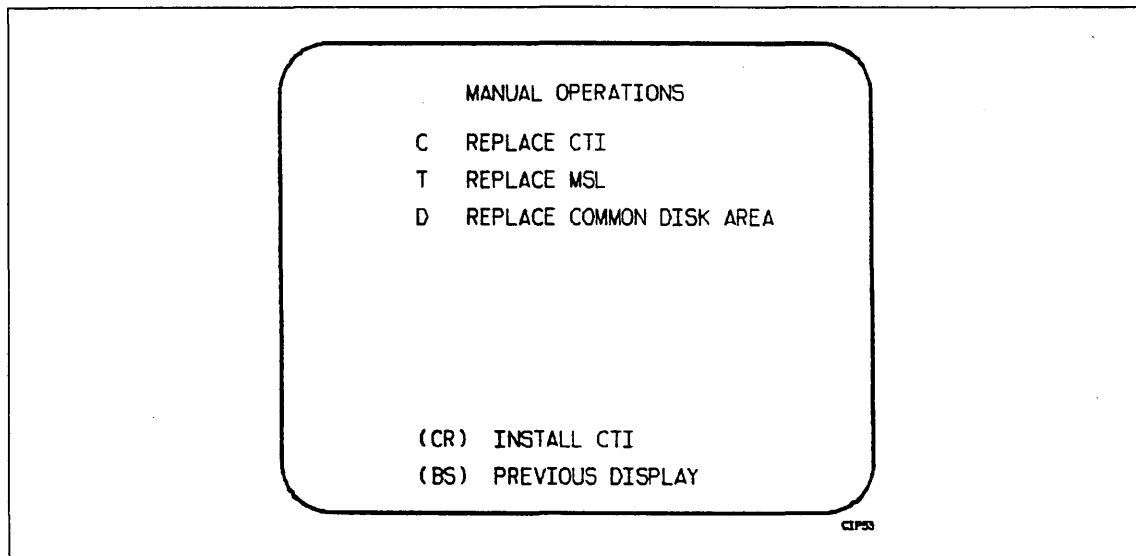 MANUAL OPERATIONS
C REPLACE CTI
T REPLACE MSL
D REPLACE COMMON DISK AREA
(CR) INSTALL CTI
(BS) PREVIOUS DISPLAY
CIP53